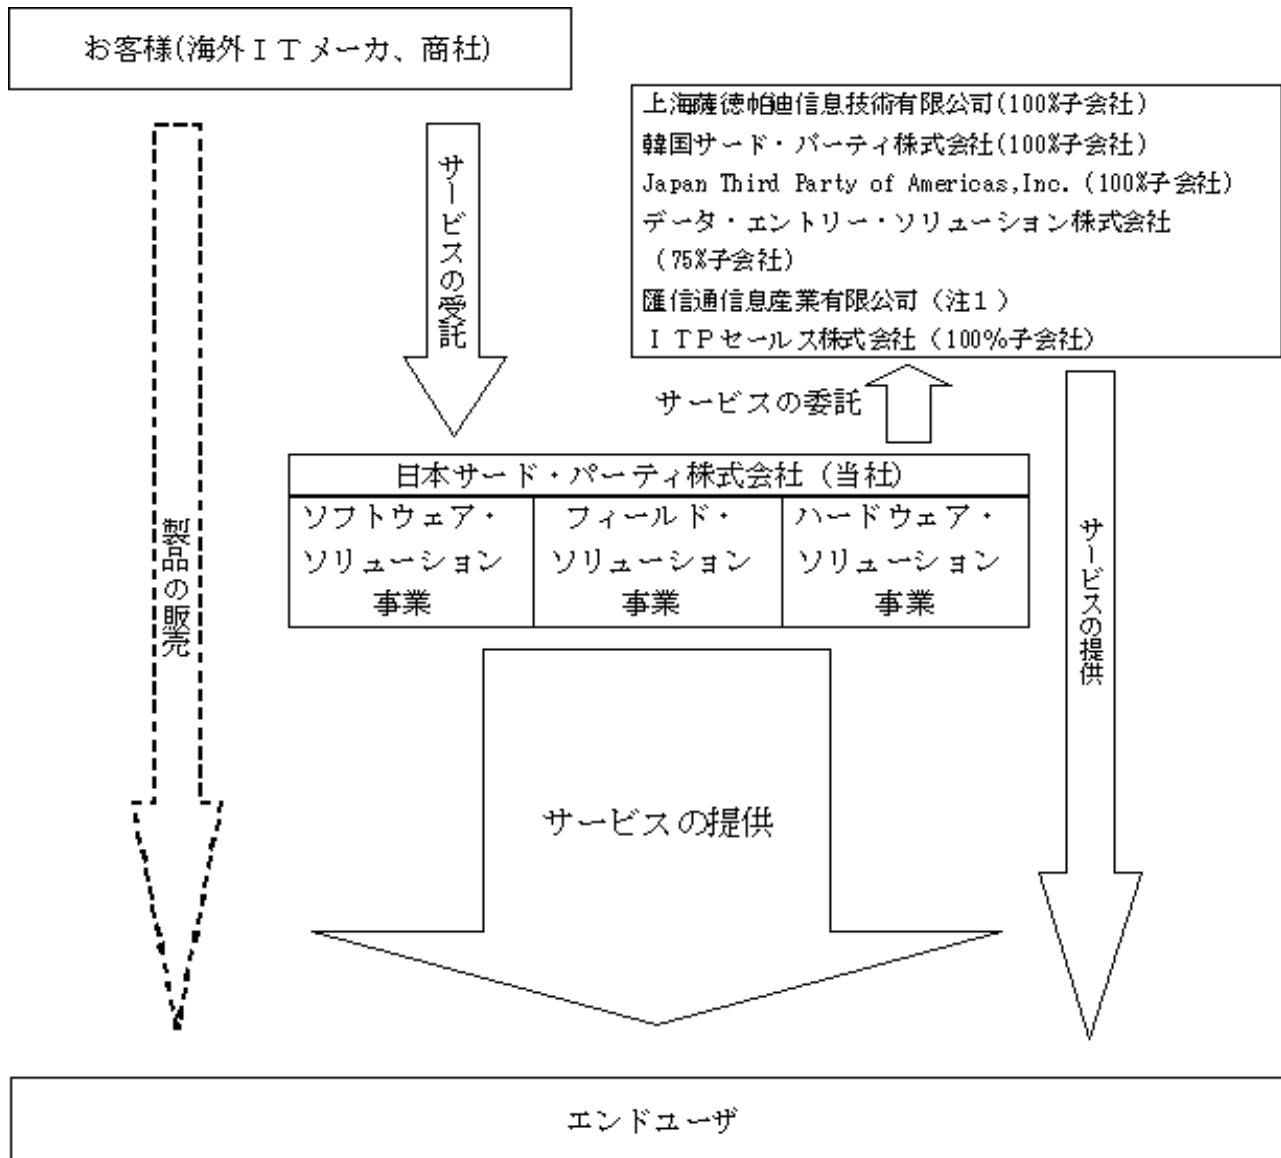 お客様(海外ＩＴメーカ、商社)
上海薩徳帕迪信息技術有限公司(100%子会社)
韓国サード・パーティ株式会社(100%子会社)
Japan Third Party of Americas,Inc. (100%子会社)
データ・エントリー・ソリューション株式会社
(75%子会社)
匯信通信息産業有限公司（注１）
ＩＴＰセールス株式会社（100％子会社）
サービスの受託
サービスの委託
日本サード・パーティ株式会社（当社）
ソフトウェア・
ソリューション
事業
フィールド・
ソリューション
事業
ハードウェア・
ソリューション
事業
製品の販売
サービスの提供
サービスの提供
エンドユーザ